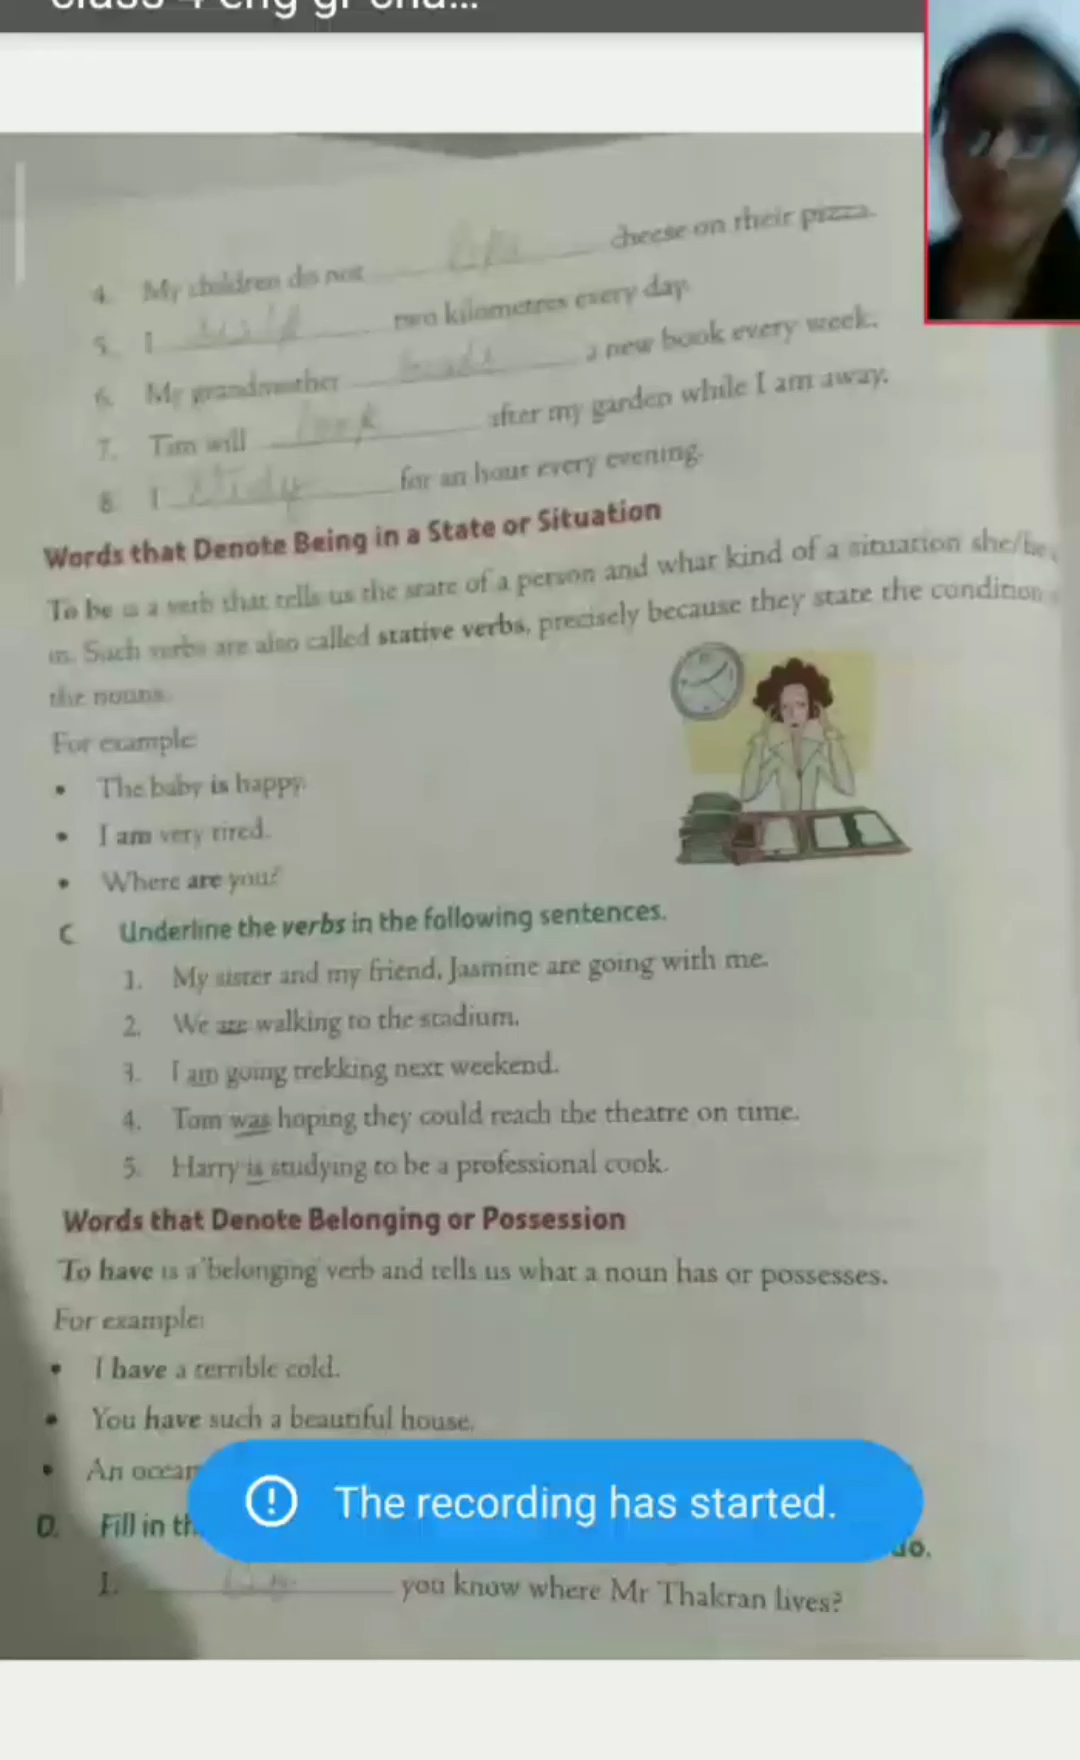 4. My children do not cheese on their pizza.
5. I walk two kilometres every day.
6. My grandmother reads a new book every week.
7. Tim will look after my garden while I am away.
8. I study for an hour every evening.
Words that Denote Being in a State or Situation
To be is a verb that tells us the state of a person and what kind of a situation she/he
in. Such verbs are also called stative verbs, precisely because they state the condition
the nouns.
For example:
• The baby is happy.
• I am very tired.
• Where are you?
C Underline the verbs in the following sentences.
1. My sister and my friend, Jasmine are going with me.
2. We are walking to the stadium.
3. I am going trekking next weekend.
4. Tom was hoping they could reach the theatre on time.
5. Harry is studying to be a professional cook.
Words that Denote Belonging or Possession
To have is a 'belonging' verb and tells us what a noun has or possesses.
For example:
• I have a terrible cold.
• You have such a beautiful house.
• An
The recording has started.
D. Fill in do.
1. you know where Mr Thakran lives?